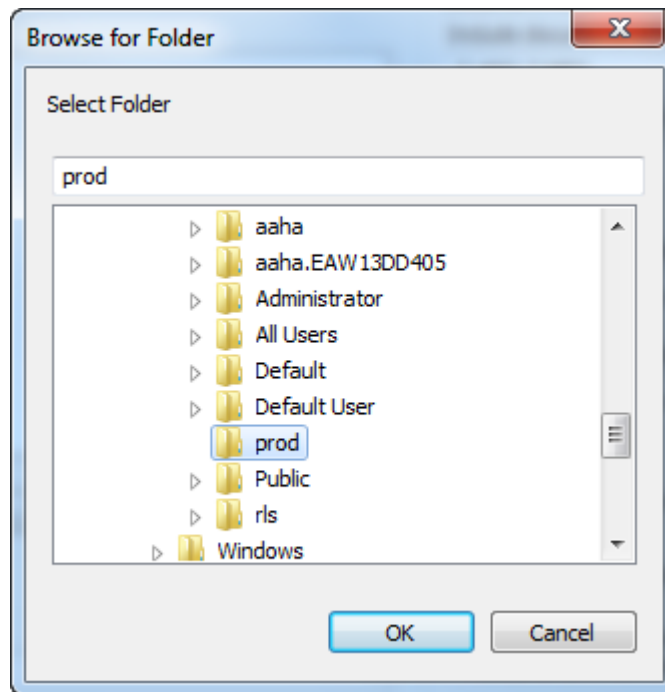 Browse for Folder
Select Folder
prod
aaha
aaha.EAW13DD405
Administrator
All Users
Default
Default User
prod
Public
rls
Windows
OK Cancel